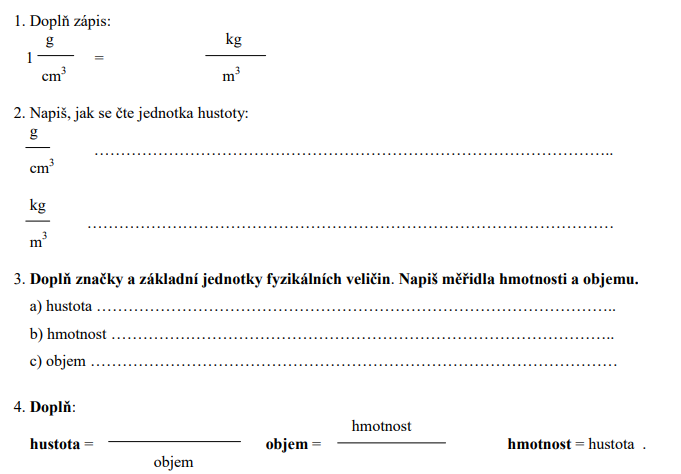 1. Doplň zápis:
g kg
1 =
cm³ m³
2. Napiš, jak se čte jednotka hustoty:
g
……………………………………………………………………………………..
cm³
kg
………………………………………………………………………………………
m³
3. Doplň značky a základní jednotky fyzikálních veličin. Napiš měřidla hmotnosti a objemu.
a) hustota ……………………………………………………………………………………..
b) hmotnost …………………………………………………………………………………..
c) objem ………………………………………………………………………………………
4. Doplň:
hmotnost
hustota = objem = hmotnost = hustota .
objem